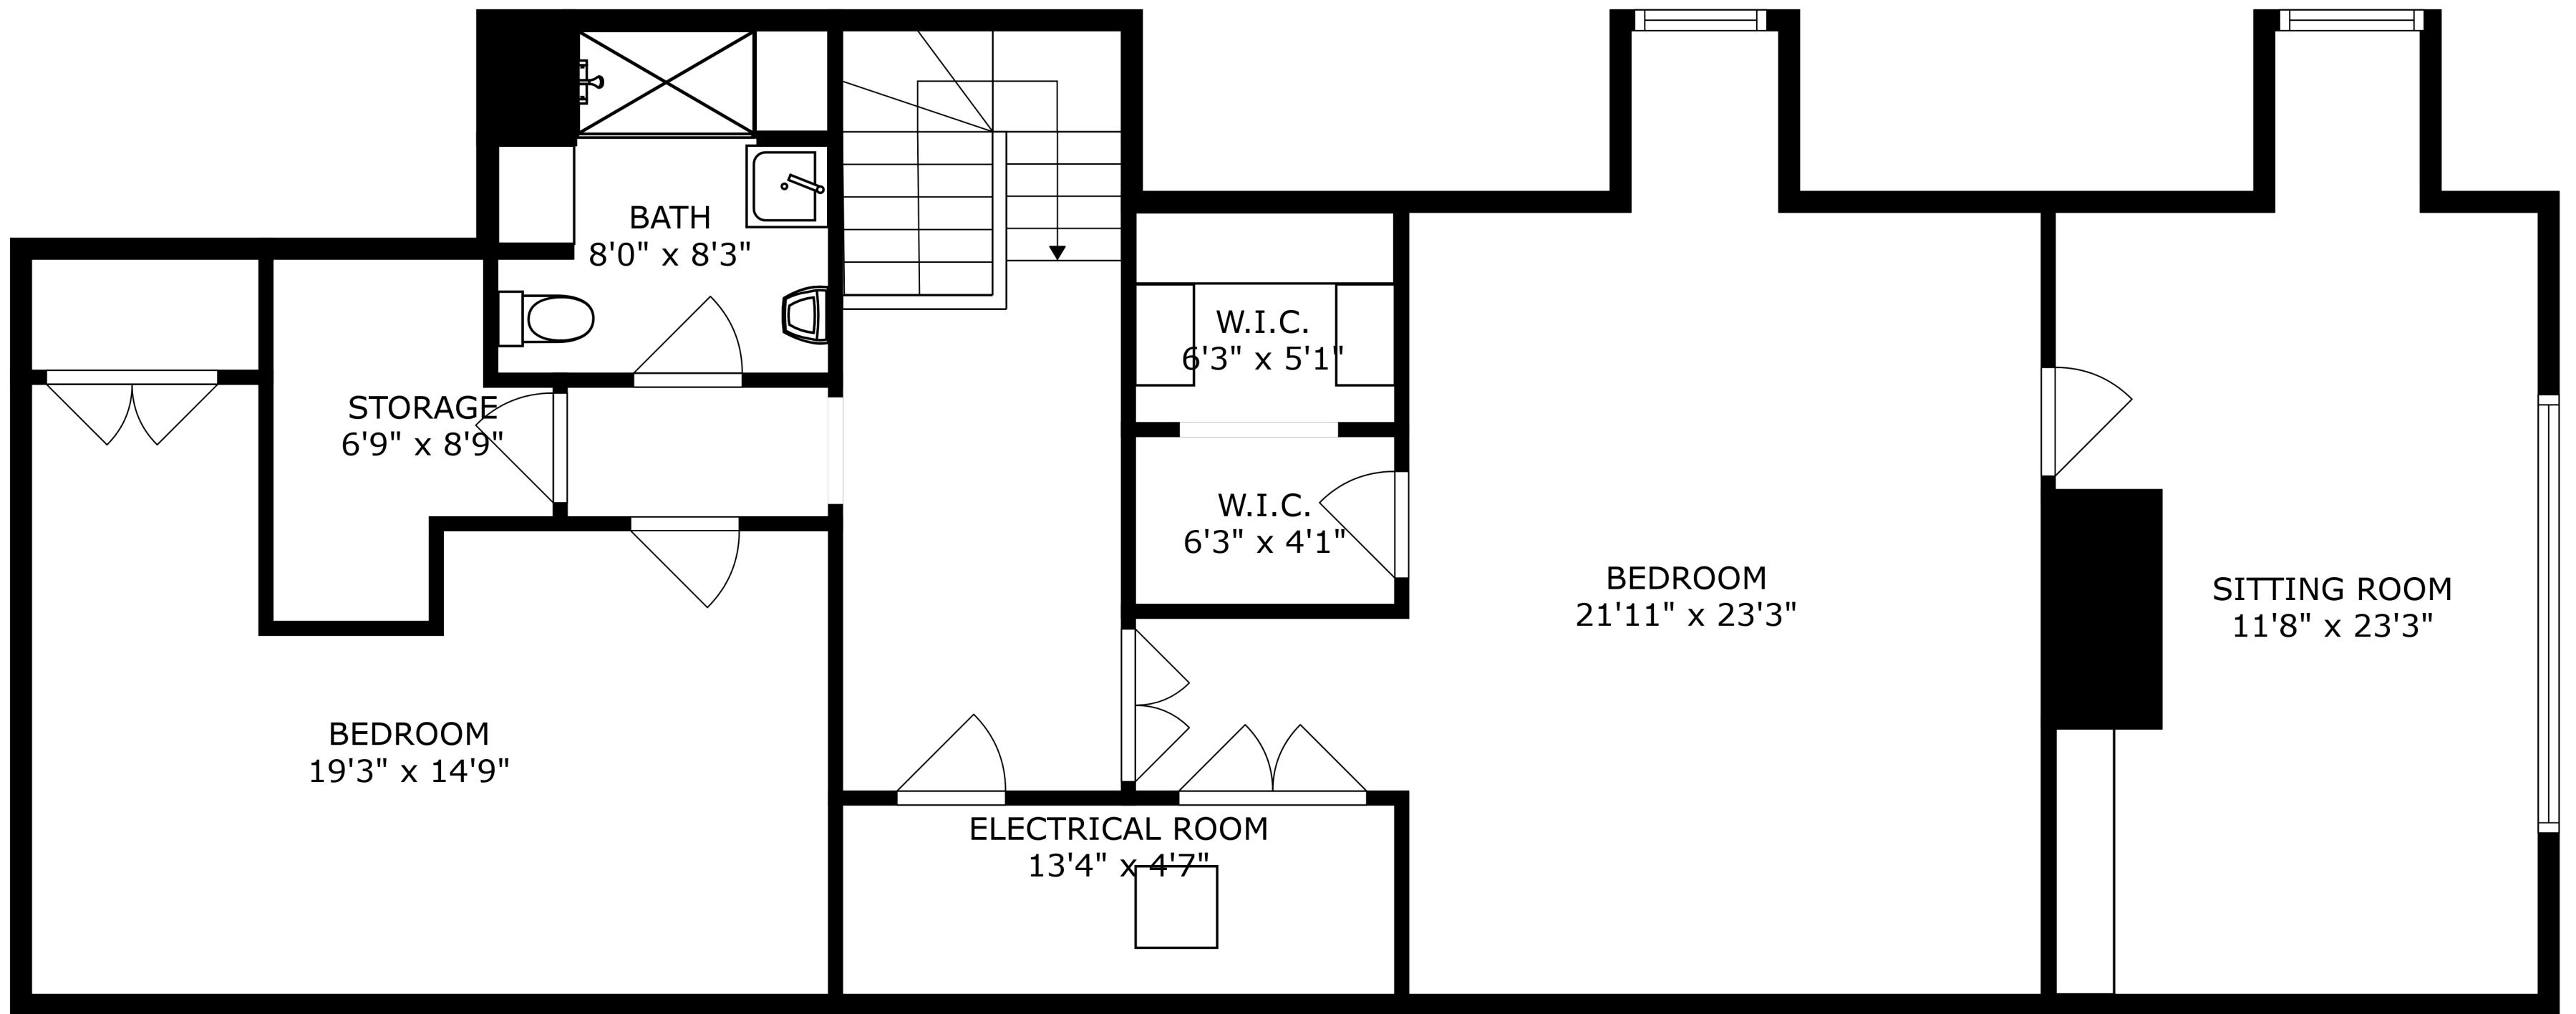 BATH
8'0" x 8'3"
W.I.C.
6'3" x 5'1"
STORAGE
6'9" x 8'9"
W.I.C.
6'3" x 4'1"
BEDROOM
21'11" x 23'3"
SITTING ROOM
11'8" x 23'3"
BEDROOM
19'3" x 14'9"
ELECTRICAL ROOM
13'4" x 4'7"